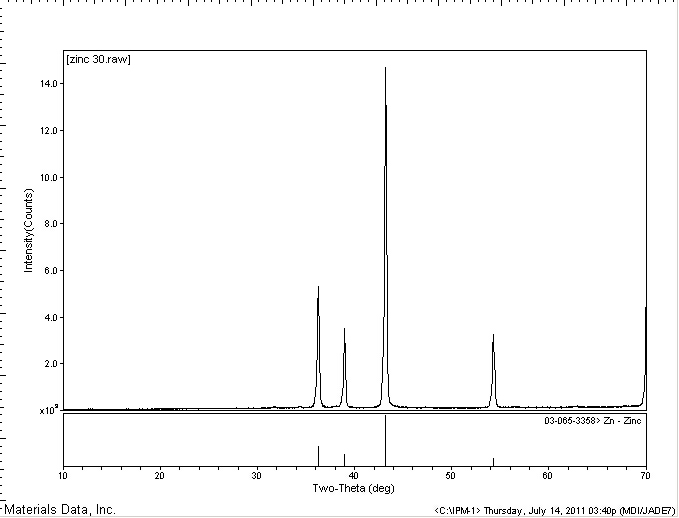 [zinc 30.raw]
14.0
12.0
10.0
8.0
6.0
4.0
2.0
x10^3
Intensity(Counts)
03-065-3358> Zn - Zinc
10 20 30 40 50 60 70
Two-Theta (deg)
Materials Data, Inc.
<C:\IPM-1> Thursday, July 14, 2011 03:40p (MDI/JADE7)